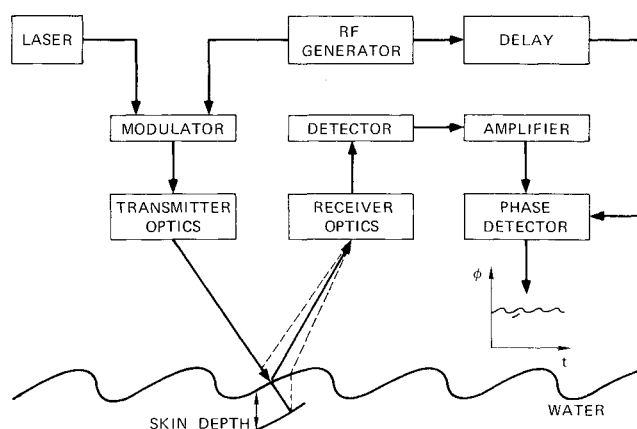 LASER
RF
GENERATOR
DELAY
MODULATOR
DETECTOR
AMPLIFIER
TRANSMITTER
OPTICS
RECEIVER
OPTICS
PHASE
DETECTOR
ϕ
t
SKIN DEPTH
WATER